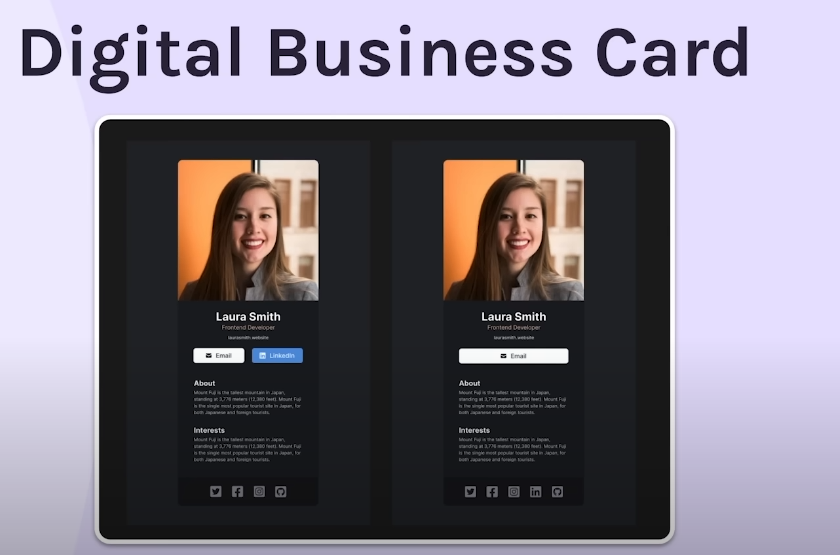 Digital Business Card
Laura Smith
Frontend Developer
laurasmith.website
Email
LinkedIn
About
Mount Fuji is the tallest mountain in Japan,
standing at 3,776 meters (12,380 feet). Mount Fuji
is the single most popular tourist site in Japan, for
both Japanese and foreign tourists.
Interests
Mount Fuji is the tallest mountain in Japan,
standing at 3,776 meters (12,380 feet). Mount Fuji
is the single most popular tourist site in Japan, for
both Japanese and foreign tourists.
Laura Smith
Frontend Developer
laurasmith.website
Email
About
Mount Fuji is the tallest mountain in Japan,
standing at 3,776 meters (12,380 feet). Mount Fuji
is the single most popular tourist site in Japan, for
both Japanese and foreign tourists.
Interests
Mount Fuji is the tallest mountain in Japan,
standing at 3,776 meters (12,380 feet). Mount Fuji
is the single most popular tourist site in Japan, for
both Japanese and foreign tourists.